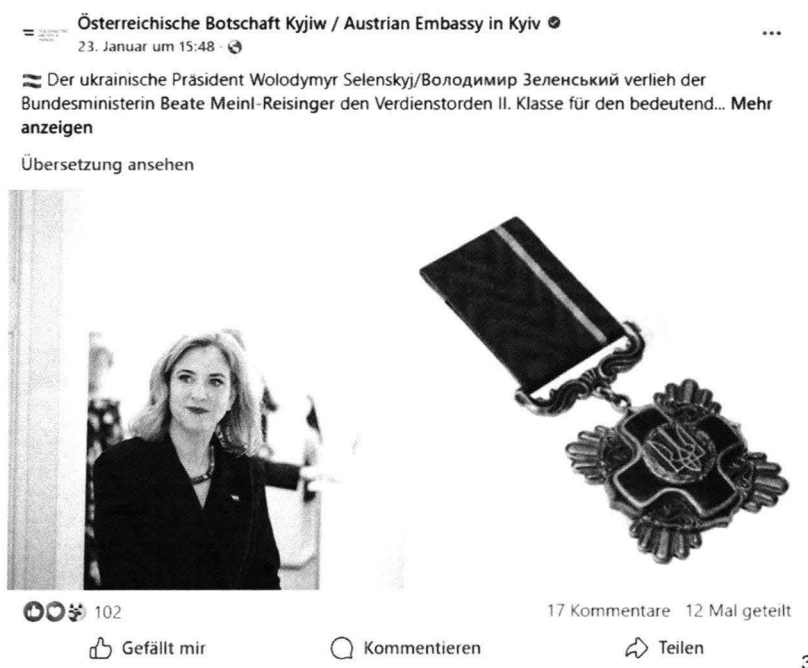 Österreichische Botschaft Kyjiw / Austrian Embassy in Kyiv
23. Januar um 15:48 ·
Der ukrainische Präsident Wolodymyr Selenskyj/Володимир Зеленський verlieh der
Bundesministerin Beate Meinl-Reisinger den Verdienstorden II. Klasse für den bedeutend... Mehr
anzeigen
Übersetzung ansehen
102
17 Kommentare 12 Mal geteilt
Gefällt mir Kommentieren Teilen